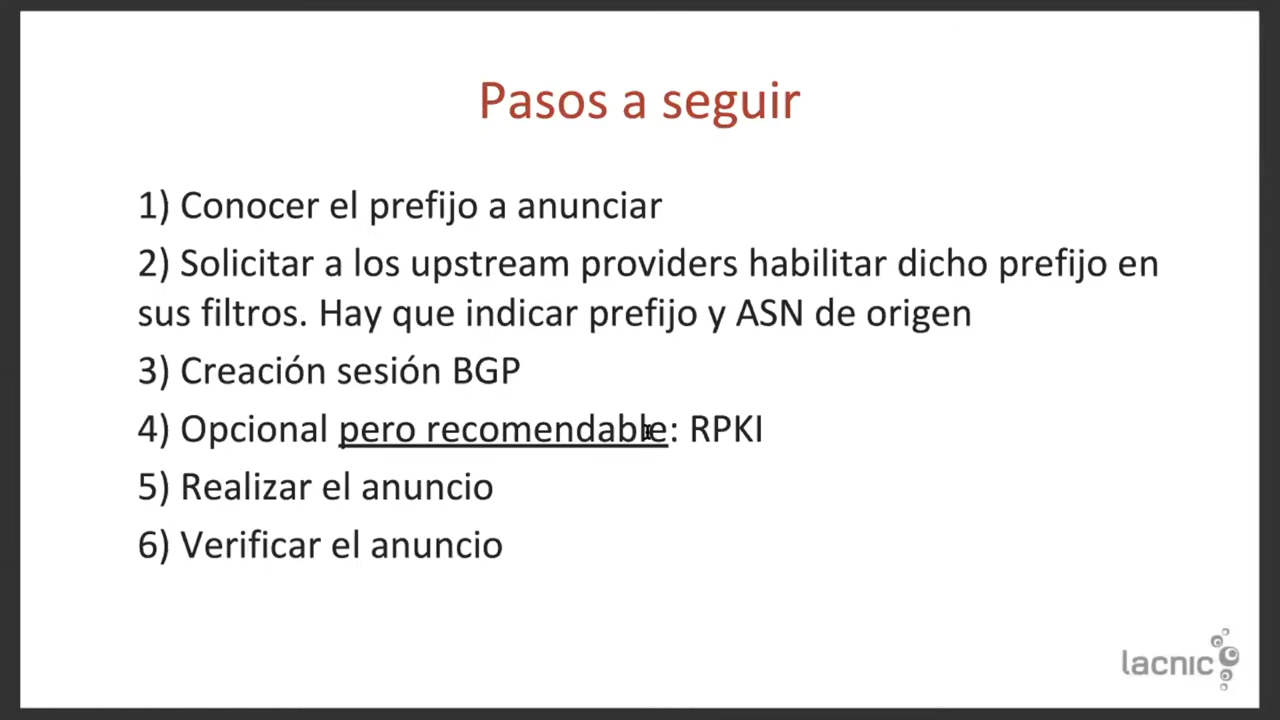 Pasos a seguir
1) Conocer el prefijo a anunciar
2) Solicitar a los upstream providers habilitar dicho prefijo en
sus filtros. Hay que indicar prefijo y ASN de origen
3) Creación sesión BGP
4) Opcional pero recomendable: RPKI
5) Realizar el anuncio
6) Verificar el anuncio
lacnic